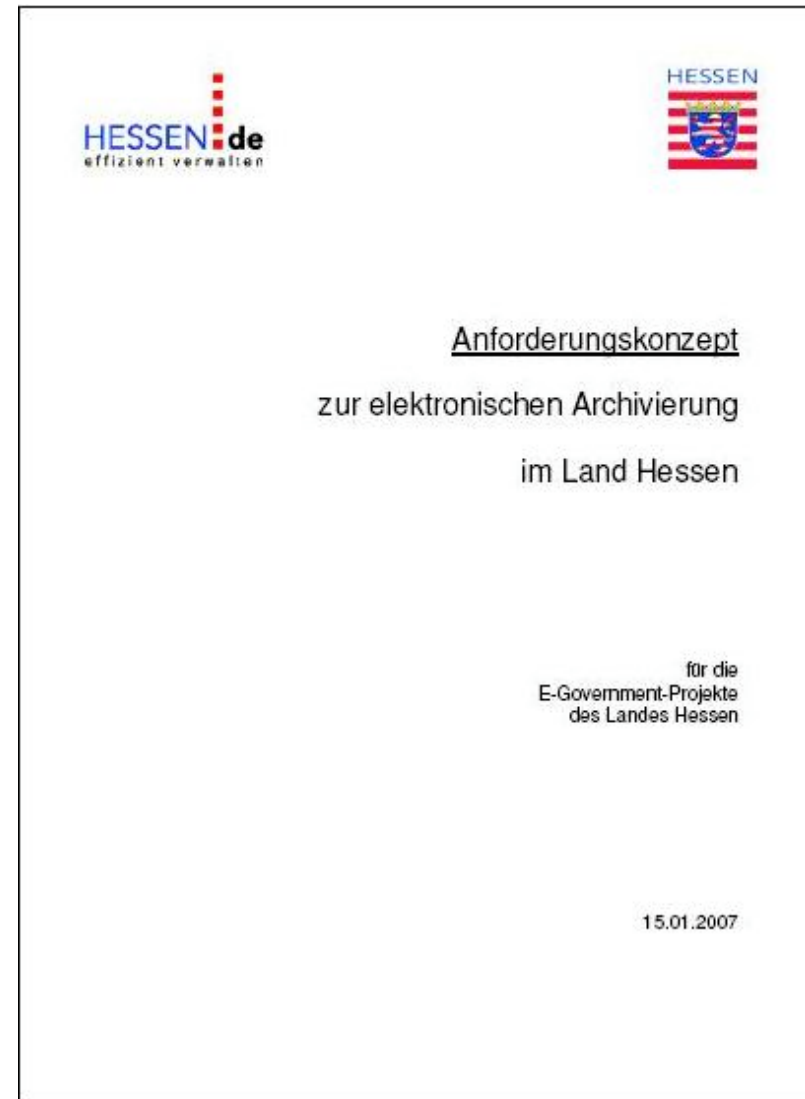 HESSEN de
effizient verwalten
HESSEN
Anforderungskonzept
zur elektronischen Archivierung
im Land Hessen
für die
E-Government-Projekte
des Landes Hessen
15.01.2007